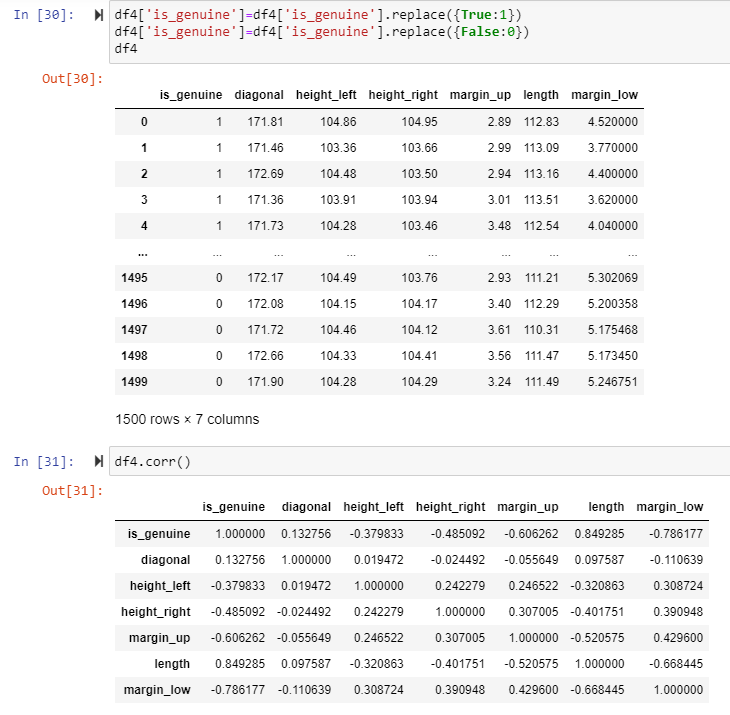 In [30]: df4['is_genuine']=df4['is_genuine'].replace({True:1})
df4['is_genuine']=df4['is_genuine'].replace({False:0})
df4
Out[30]:
is_genuine diagonal height_left height_right margin_up length margin_low
0 1 171.81 104.86 104.95 2.89 112.83 4.520000
1 1 171.46 103.36 103.66 2.99 113.09 3.770000
2 1 172.69 104.48 103.50 2.94 113.16 4.400000
3 1 171.36 103.91 103.94 3.01 113.51 3.620000
4 1 171.73 104.28 103.46 3.48 112.54 4.040000
... ... ... ... ... ... ... ...
1495 0 172.17 104.49 103.76 2.93 111.21 5.302069
1496 0 172.08 104.15 104.17 3.40 112.29 5.200358
1497 0 171.72 104.46 104.12 3.61 110.31 5.175468
1498 0 172.66 104.33 104.41 3.56 111.47 5.173450
1499 0 171.90 104.28 104.29 3.24 111.49 5.246751
1500 rows × 7 columns
In [31]: df4.corr()
Out[31]:
is_genuine diagonal height_left height_right margin_up length margin_low
is_genuine 1.000000 0.132756 -0.379833 -0.485092 -0.606262 0.849285 -0.786177
diagonal 0.132756 1.000000 0.019472 -0.024492 -0.055649 0.097587 -0.110639
height_left -0.379833 0.019472 1.000000 0.242279 0.246522 -0.320863 0.308724
height_right -0.485092 -0.024492 0.242279 1.000000 0.307005 -0.401751 0.390948
margin_up -0.606262 -0.055649 0.246522 0.307005 1.000000 -0.520575 0.429600
length 0.849285 0.097587 -0.320863 -0.401751 -0.520575 1.000000 -0.668445
margin_low -0.786177 -0.110639 0.308724 0.390948 0.429600 -0.668445 1.000000